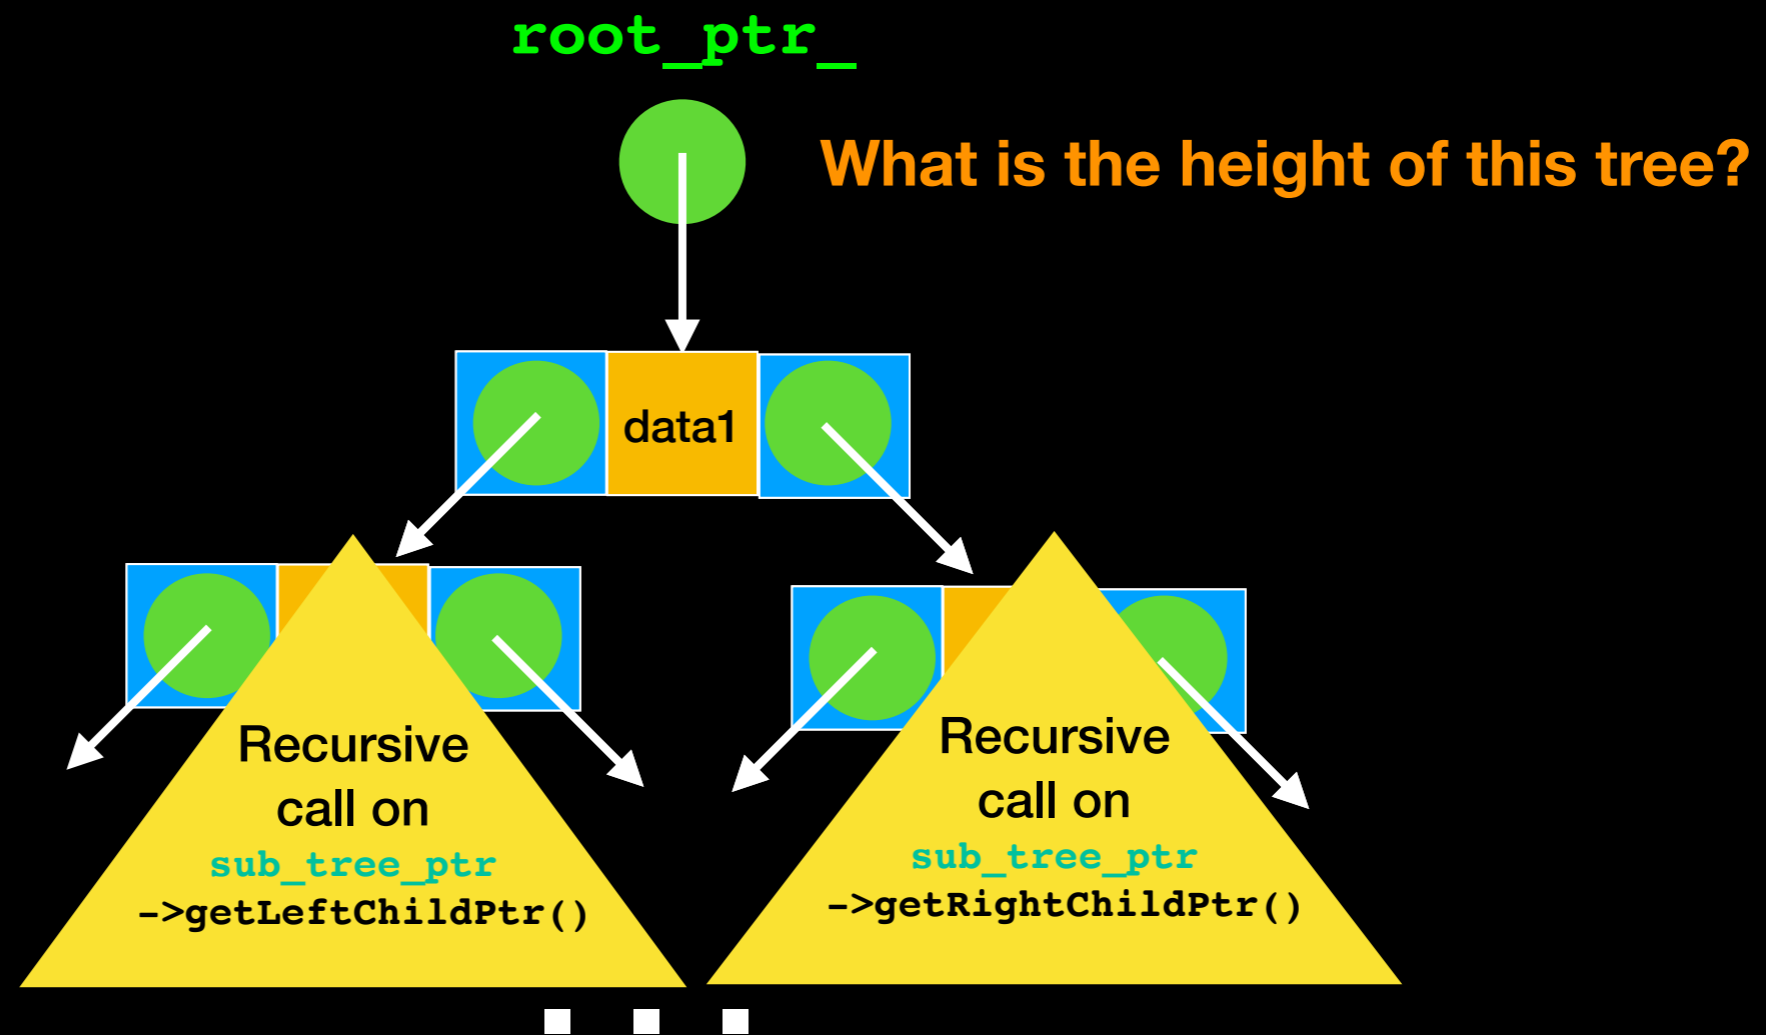 root_ptr_
What is the height of this tree?
data1
Recursive
call on
sub_tree_ptr
->getLeftChildPtr()
Recursive
call on
sub_tree_ptr
->getRightChildPtr()